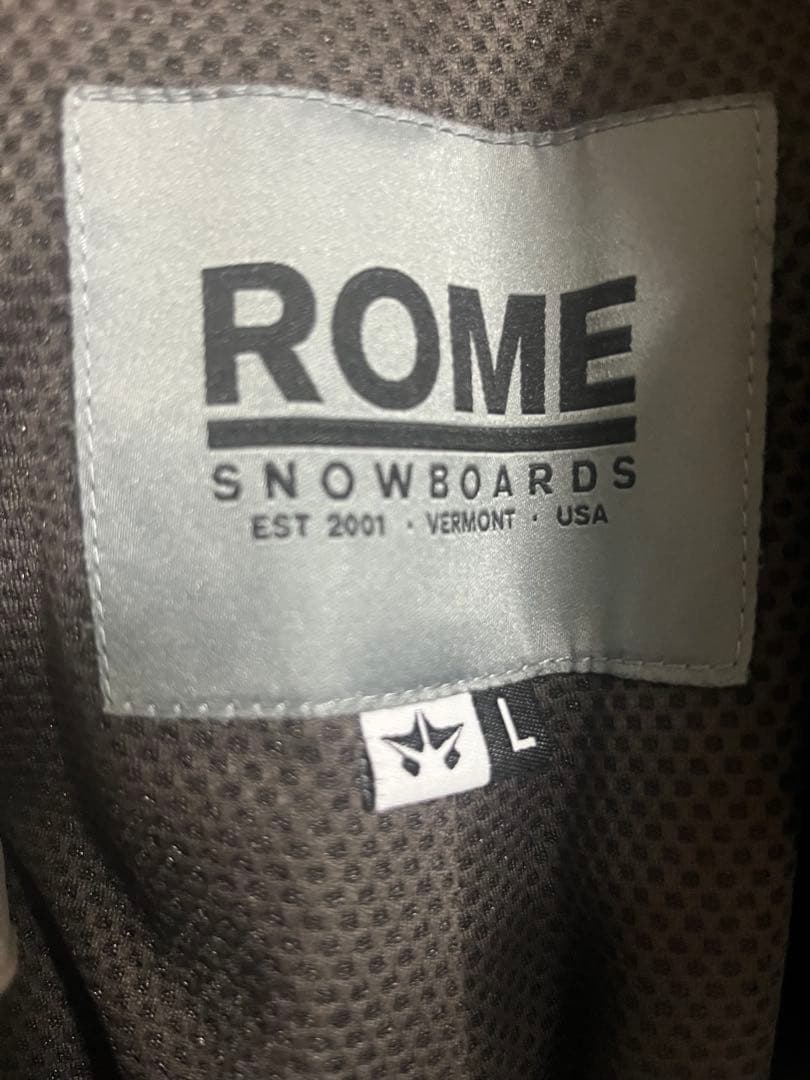 ROME
SNOWBOARDS
EST 2001 · VERMONT · USA
L